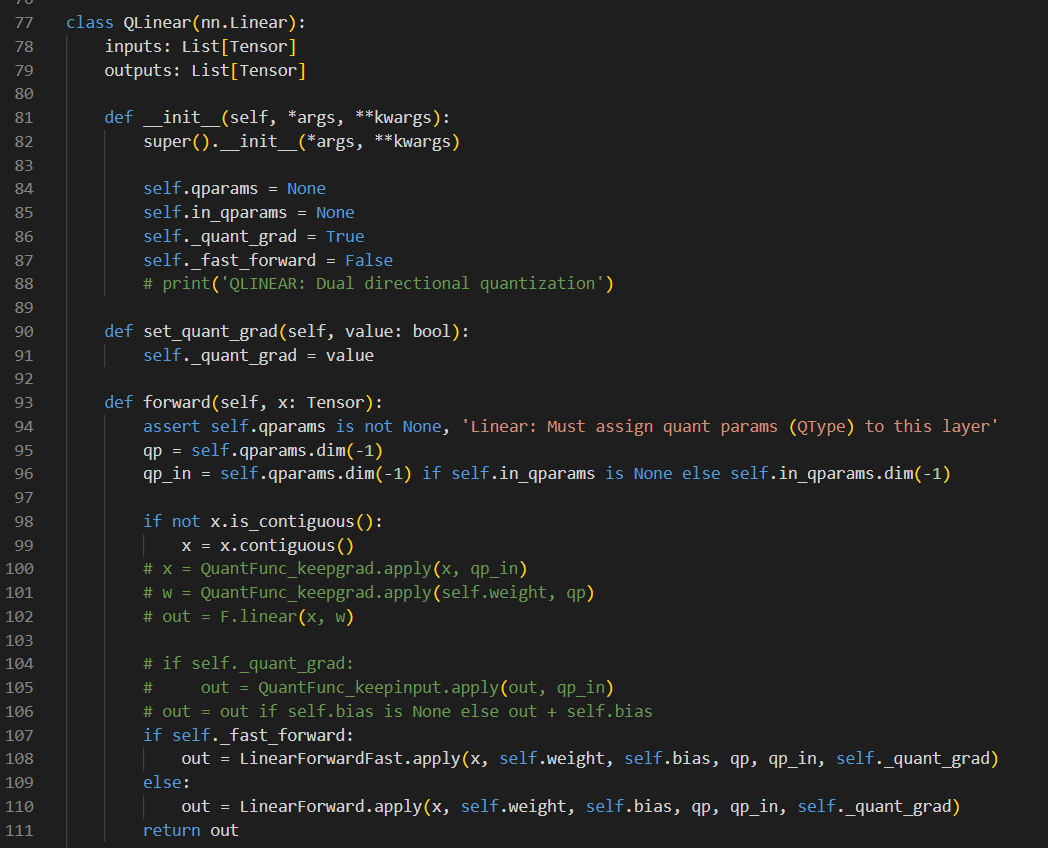 77 class QLinear(nn.Linear):
78     inputs: List[Tensor]
79     outputs: List[Tensor]
80
81     def __init__(self, *args, **kwargs):
82         super().__init__(*args, **kwargs)
83
84         self.qparams = None
85         self.in_qparams = None
86         self._quant_grad = True
87         self._fast_forward = False
88         # print('QLINEAR: Dual directional quantization')
89
90     def set_quant_grad(self, value: bool):
91         self._quant_grad = value
92
93     def forward(self, x: Tensor):
94         assert self.qparams is not None, 'Linear: Must assign quant params (QType) to this layer'
95         qp = self.qparams.dim(-1)
96         qp_in = self.qparams.dim(-1) if self.in_qparams is None else self.in_qparams.dim(-1)
97
98         if not x.is_contiguous():
99             x = x.contiguous()
100         # x = QuantFunc_keepgrad.apply(x, qp_in)
101         # w = QuantFunc_keepgrad.apply(self.weight, qp)
102         # out = F.linear(x, w)
103
104         # if self._quant_grad:
105         #     out = QuantFunc_keepinput.apply(out, qp_in)
106         # out = out if self.bias is None else out + self.bias
107         if self._fast_forward:
108             out = LinearForwardFast.apply(x, self.weight, self.bias, qp, qp_in, self._quant_grad)
109         else:
110             out = LinearForward.apply(x, self.weight, self.bias, qp, qp_in, self._quant_grad)
111         return out